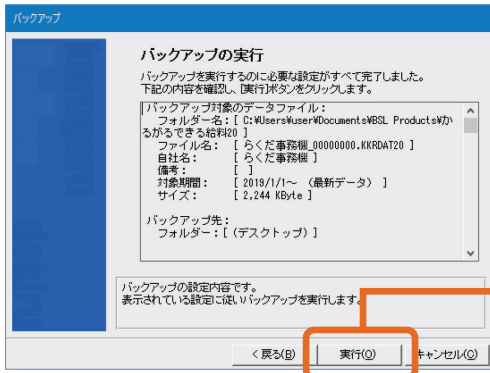 バックアップ
バックアップの実行
バックアップを実行するのに必要な設定がすべて完了しました。
下記の内容を確認し、[実行]ボタンをクリックします。
バックアップ対象のデータファイル：
フォルダー名：[ C:¥Users¥user¥Documents¥BSL Products¥か
るがるできる給料20 ]
ファイル名： [ らくだ事務機_00000000.KKRDAT20 ]
自社名： [ らくだ事務機 ]
備考： [ ]
対象期間： [ 2019/1/1～ （最新データ） ]
サイズ： [ 2,244 KByte ]
バックアップ先：
フォルダー：[ (デスクトップ) ]
バックアップの設定内容です。
表示されている設定に従いバックアップを実行します。
< 戻る(B) 実行(O) キャンセル(C)